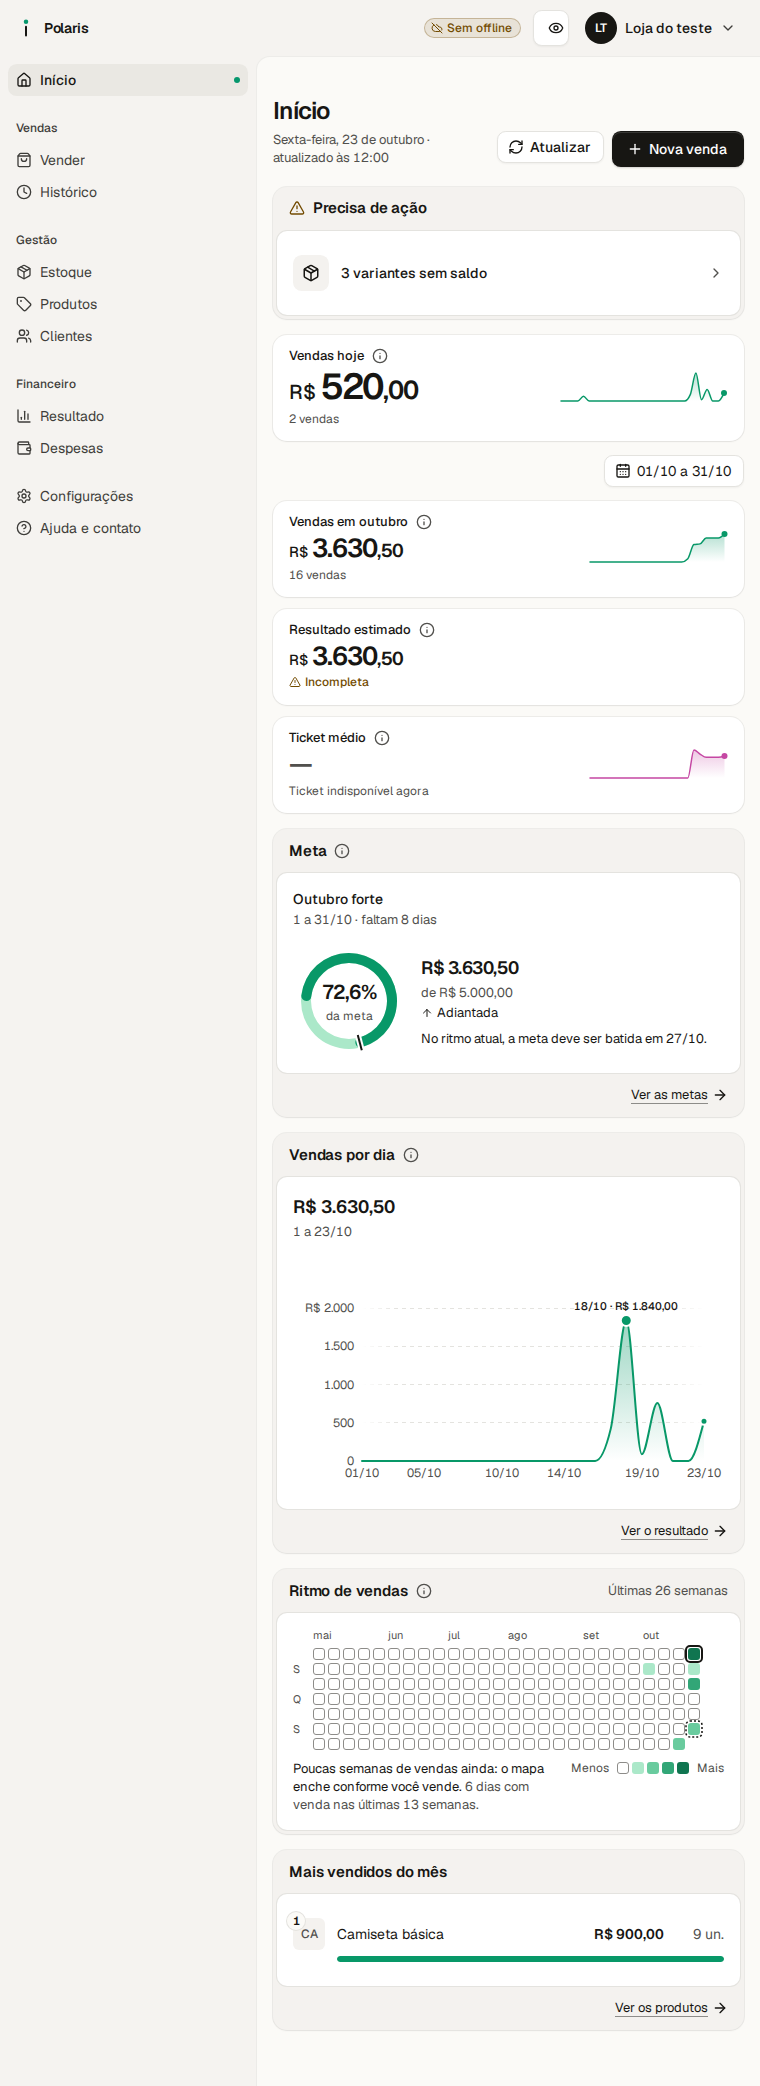 Polaris
Sem offline
LT
Loja do teste
Início
Vendas
Vender
Histórico
Gestão
Estoque
Produtos
Clientes
Financeiro
Resultado
Despesas
Configurações
Ajuda e contato
Início
Sexta-feira, 23 de outubro ·
atualizado às 12:00
Atualizar
Nova venda
Precisa de ação
3 variantes sem saldo
Vendas hoje
R$ 520,00
2 vendas
01/10 a 31/10
Vendas em outubro
R$ 3.630,50
16 vendas
Resultado estimado
R$ 3.630,50
Incompleta
Ticket médio
—
Ticket indisponível agora
Meta
Outubro forte
1 a 31/10 · faltam 8 dias
72,6%
da meta
R$ 3.630,50
de R$ 5.000,00
Adiantada
No ritmo atual, a meta deve ser batida em 27/10.
Ver as metas
Vendas por dia
R$ 3.630,50
1 a 23/10
18/10 · R$ 1.840,00
R$ 2.000
1.500
1.000
500
0
01/10 05/10 10/10 14/10 19/10 23/10
Ver o resultado
Ritmo de vendas
Últimas 26 semanas
mai jun jul ago set out
S
Q
S
Poucas semanas de vendas ainda: o mapa
enche conforme você vende. 6 dias com
venda nas últimas 13 semanas.
Menos Mais
Mais vendidos do mês
1
CA
Camiseta básica R$ 900,00 9 un.
Ver os produtos